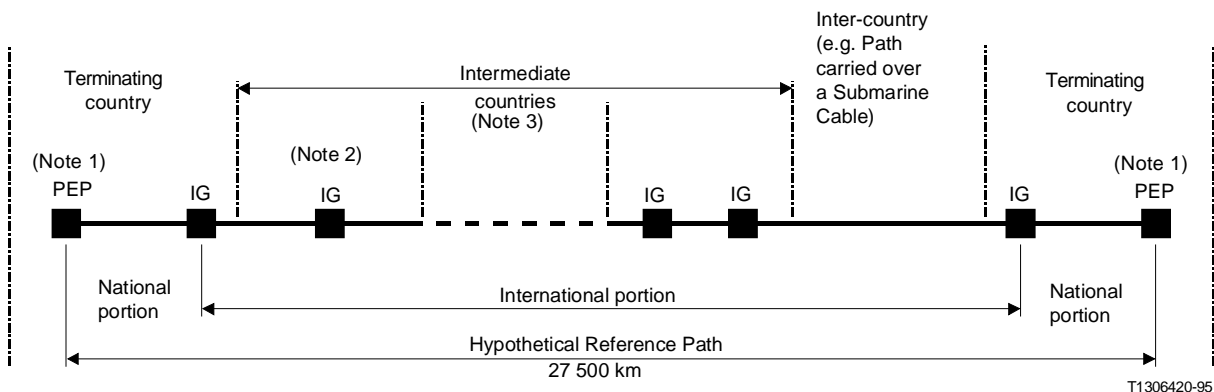 Inter-country
(e.g. Path
carried over
a Submarine
Cable)
Terminating
country
Intermediate
countries
(Note 3)
Terminating
country
(Note 1)
PEP
IG
(Note 2)
IG
IG
IG
IG
(Note 1)
PEP
National
portion
International portion
National
portion
Hypothetical Reference Path
27 500 km
T1306420-95